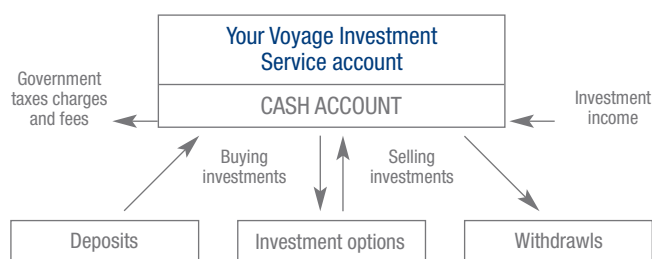 Your Voyage Investment
Service account
Government
taxes charges
and fees
CASH ACCOUNT
Investment
income
Buying
investments
Selling
investments
Deposits
Investment options
Withdrawls